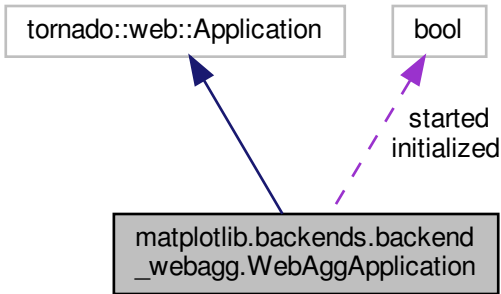 tornado::web::Application
bool
started
initialized
matplotlib.backends.backend
_webagg.WebAggApplication